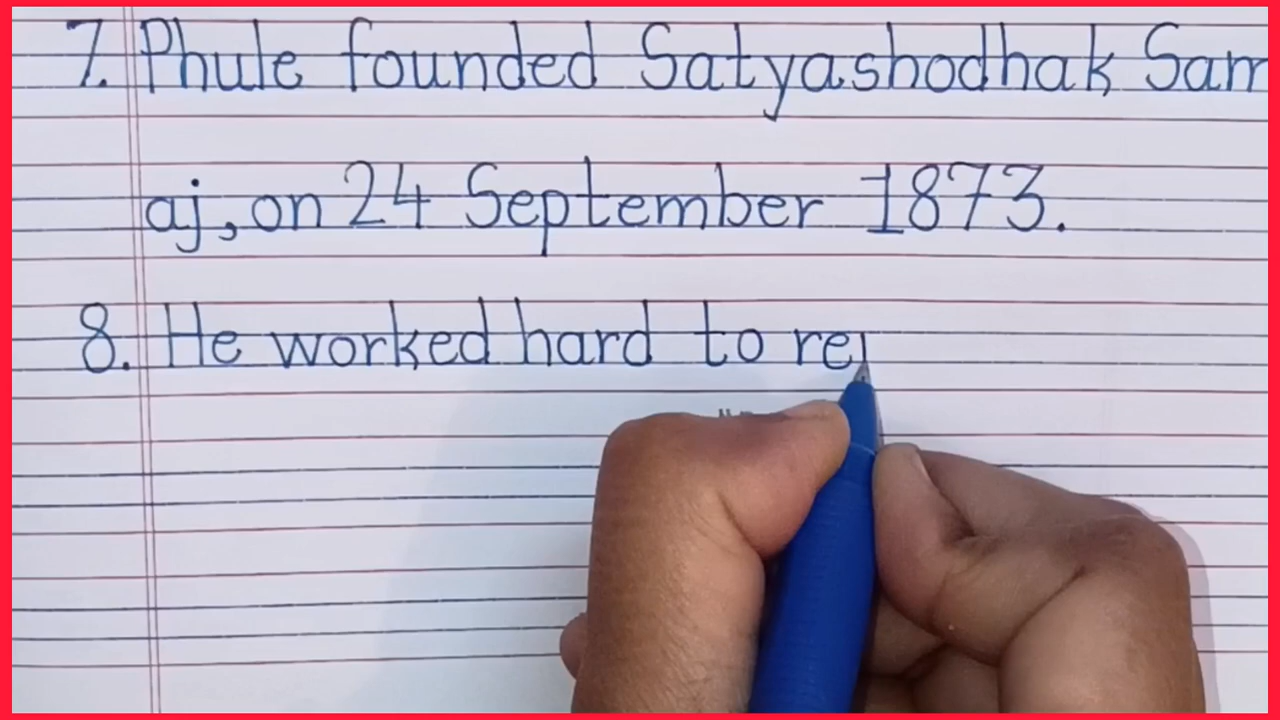 7. Phule founded Satyashodhak Sam
aj, on 24 September 1873.
8. He worked hard to re